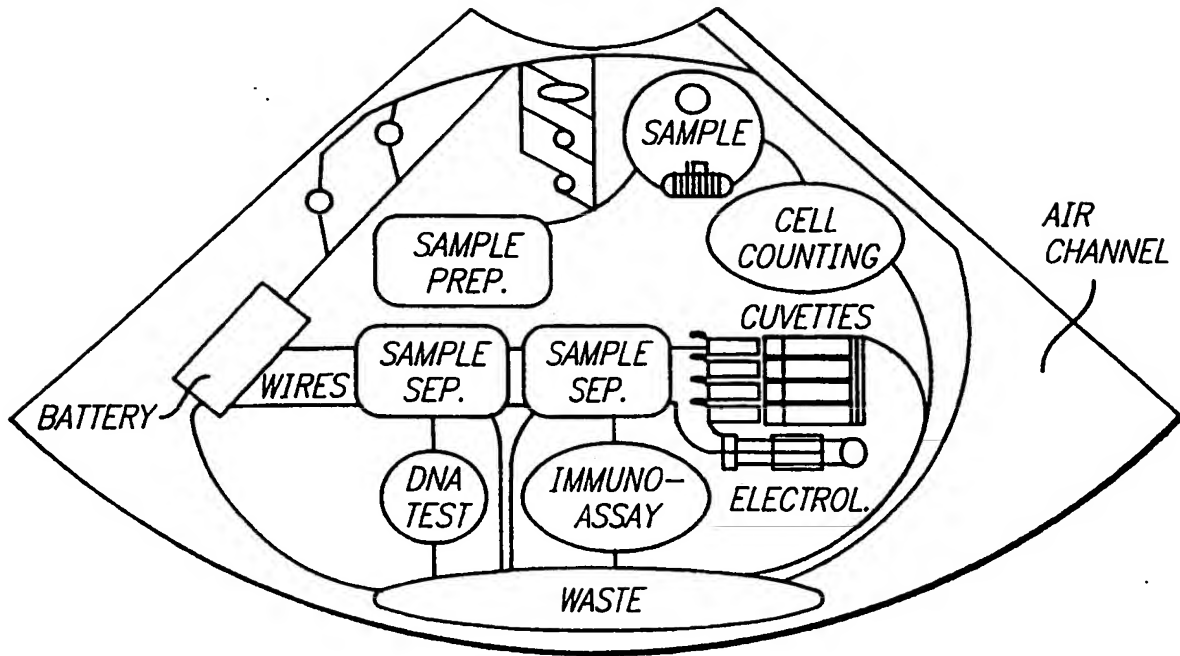 SAMPLE
CELL
COUNTING
AIR
CHANNEL
SAMPLE
PREP.
CUVETTES
SAMPLE
SEP.
SAMPLE
SEP.
WIRES
BATTERY
DNA
TEST
IMMUNO-
ASSAY
ELECTROL.
WASTE